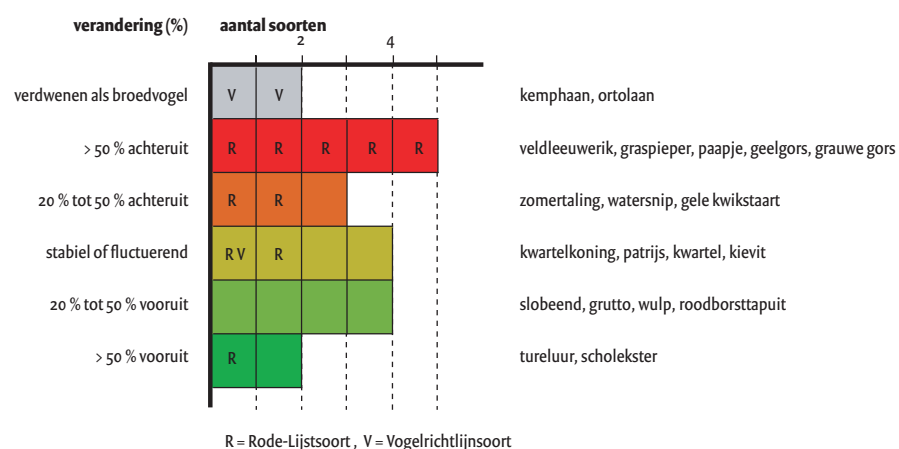 verandering (%) aantal soorten
2 4
verdwenen als broedvogel V V kemphaan, ortolaan
> 50 % achteruit R R R R R veldleeuwerik, graspieper, paapje, geelgors, grauwe gors
20 % tot 50 % achteruit R R zomertaling, watersnip, gele kwikstaart
stabiel of fluctuerend R V R kwartelkoning, patrijs, kwartel, kievit
20 % tot 50 % vooruit slobeend, grutto, wulp, roodborsttapuit
> 50 % vooruit R tureluur, scholekster
R = Rode-Lijstsoort , V = Vogelrichtlijnsoort